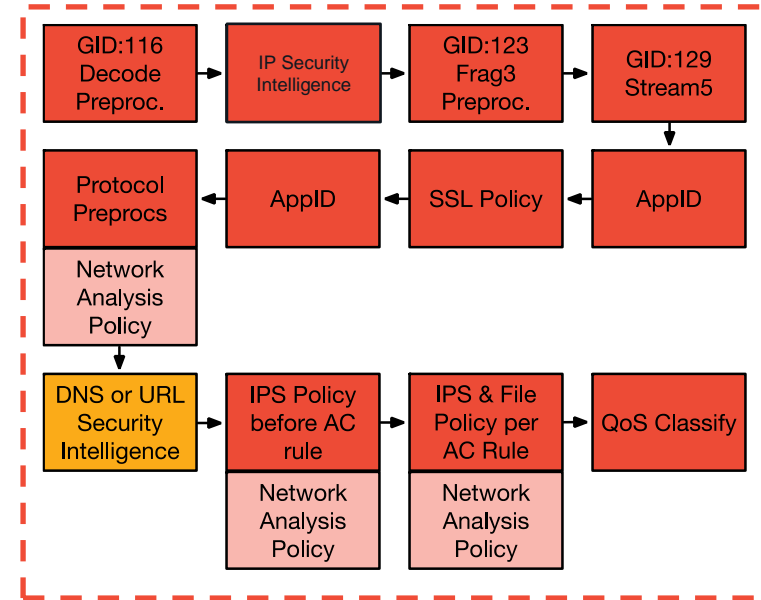 GID:116
Decode
Preproc.
IP Security
Intelligence
GID:123
Frag3
Preproc.
GID:129
Stream5
Protocol
Preprocs
AppID
SSL Policy
AppID
Network
Analysis
Policy
DNS or URL
Security
Intelligence
IPS Policy
before AC
rule
IPS & File
Policy per
AC Rule
QoS Classify
Network
Analysis
Policy
Network
Analysis
Policy